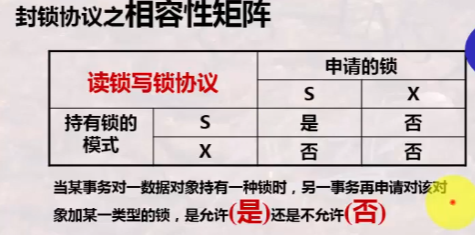 封锁协议之相容性矩阵
读锁写锁协议 申请的锁
S X
持有锁的模式 S 是 否
X 否 否
当某事务对一数据对象持有一种锁时，另一事务再申请对该对
象加某一类型的锁，是允许(是)还是不允许(否)